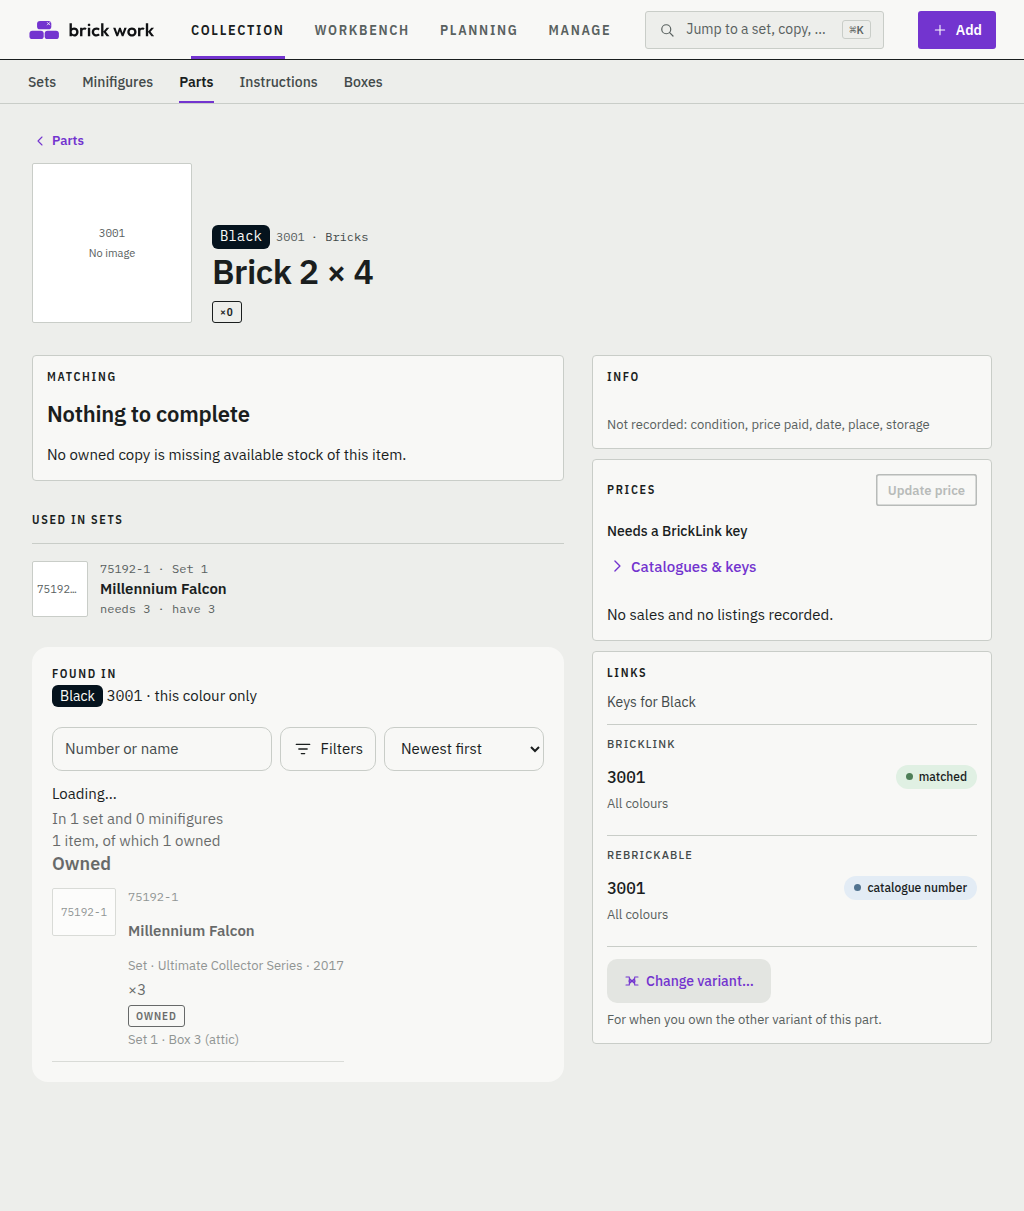 brick work
COLLECTION WORKBENCH PLANNING MANAGE
Jump to a set, copy, ... ⌘K
+ Add
Sets Minifigures Parts Instructions Boxes
Parts
3001
No image
Black 3001 · Bricks
Brick 2 × 4
×0
MATCHING
Nothing to complete
No owned copy is missing available stock of this item.
USED IN SETS
75192…
75192-1 · Set 1
Millennium Falcon
needs 3 · have 3
FOUND IN
Black 3001 · this colour only
Number or name
Filters
Newest first
Loading…
In 1 set and 0 minifigures
1 item, of which 1 owned
Owned
75192-1
75192-1
Millennium Falcon
Set · Ultimate Collector Series · 2017
×3
OWNED
Set 1 · Box 3 (attic)
INFO
Not recorded: condition, price paid, date, place, storage
PRICES
Update price
Needs a BrickLink key
Catalogues & keys
No sales and no listings recorded.
LINKS
Keys for Black
BRICKLINK
3001
matched
All colours
REBRICKABLE
3001
catalogue number
All colours
Change variant…
For when you own the other variant of this part.